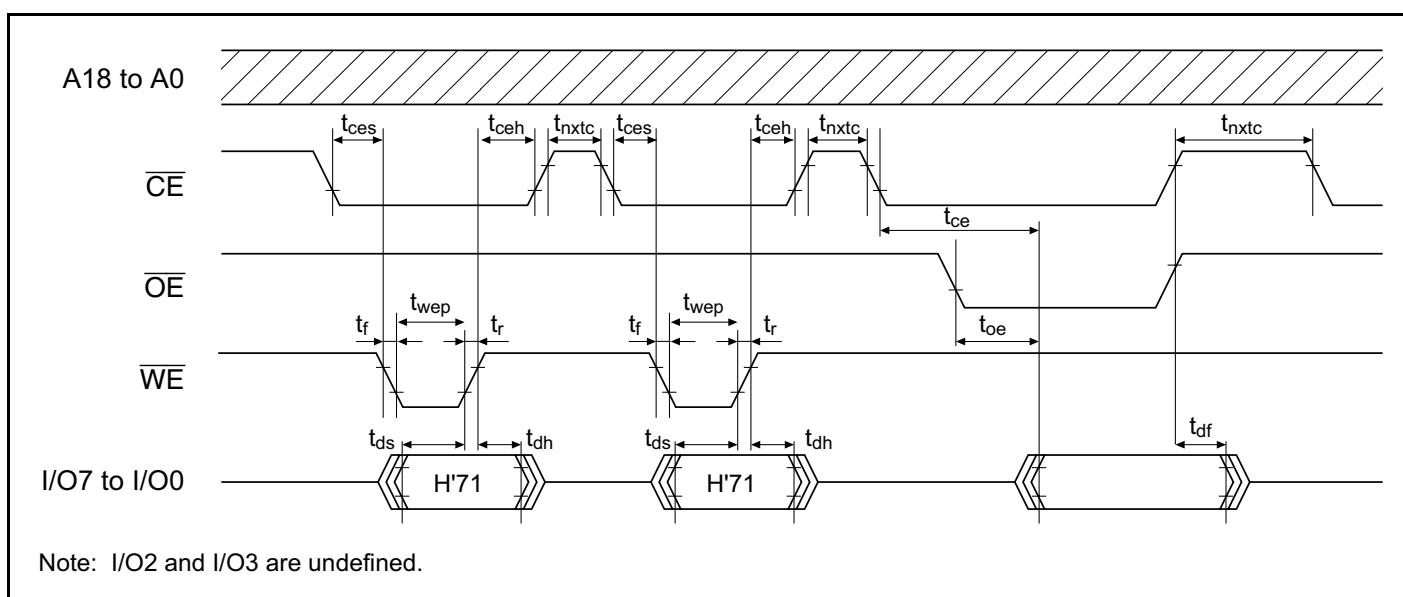 A18 to A0
tces tceh tnxtc tces tceh tnxtc tnxtc
CE
tce
OE
twep twep
tf tr tf tr toe
WE
tds tdh tds tdh tdf
I/O7 to I/O0 H'71 H'71
Note: I/O2 and I/O3 are undefined.